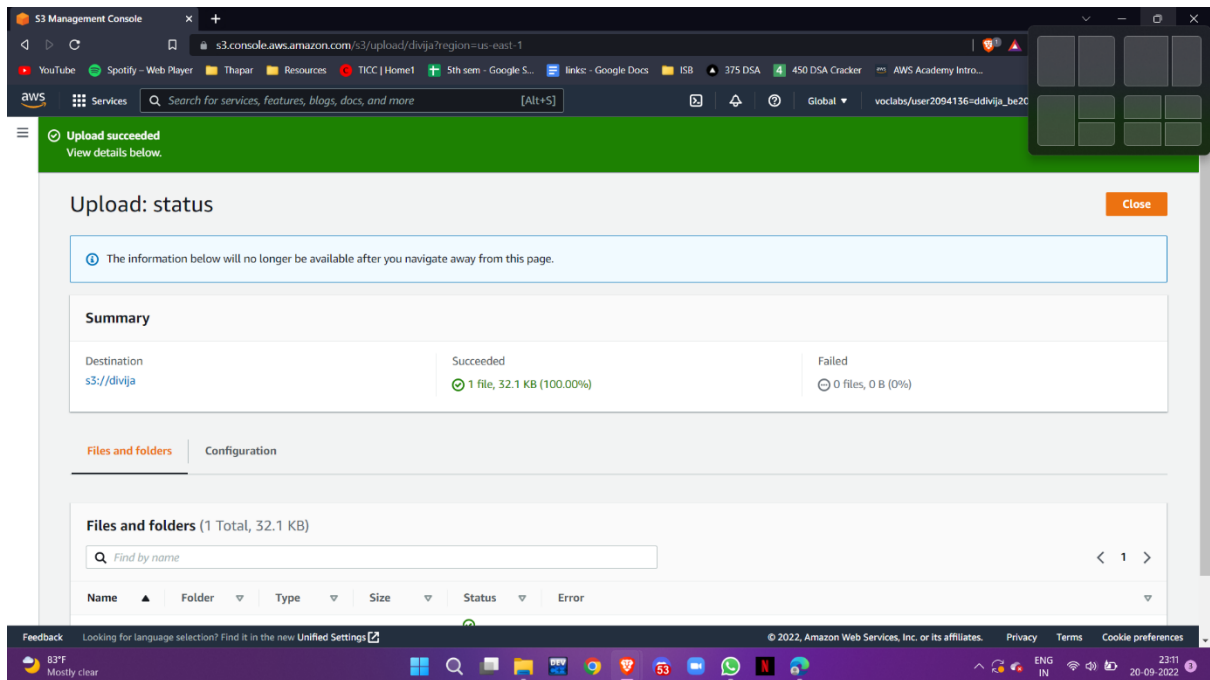 S3 Management Console
s3.console.aws.amazon.com/s3/upload/divija?region=us-east-1
YouTube Spotify – Web Player Thapar Resources TICC | Home1 5th sem - Google S... links: - Google Docs ISB 375 DSA 4 450 DSA Cracker AWS Academy Intro...
aws Services Search for services, features, blogs, docs, and more [Alt+S] Global voclabs/user2094136=ddivija_be20
Upload succeeded
View details below.
Upload: status
Close
The information below will no longer be available after you navigate away from this page.
Summary
Destination Succeeded Failed
s3://divija 1 file, 32.1 KB (100.00%) 0 files, 0 B (0%)
Files and folders Configuration
Files and folders (1 Total, 32.1 KB)
Find by name 1
Name Folder Type Size Status Error
Feedback Looking for language selection? Find it in the new Unified Settings © 2022, Amazon Web Services, Inc. or its affiliates. Privacy Terms Cookie preferences
83°F
Mostly clear
DEV
53
N
ENG
IN
23:11
20-09-2022
1